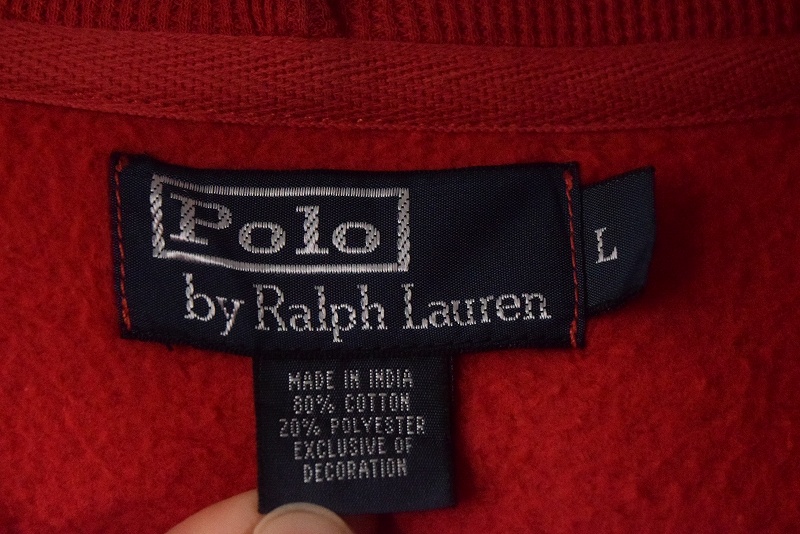 Polo
by Ralph Lauren
L
MADE IN INDIA
80% COTTON
20% POLYESTER
EXCLUSIVE OF
DECORATION